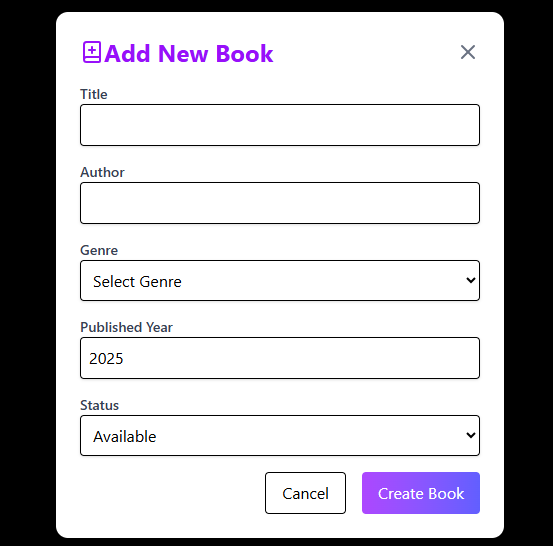 Add New Book
Title
Author
Genre
Select Genre
Published Year
2025
Status
Available
Cancel Create Book